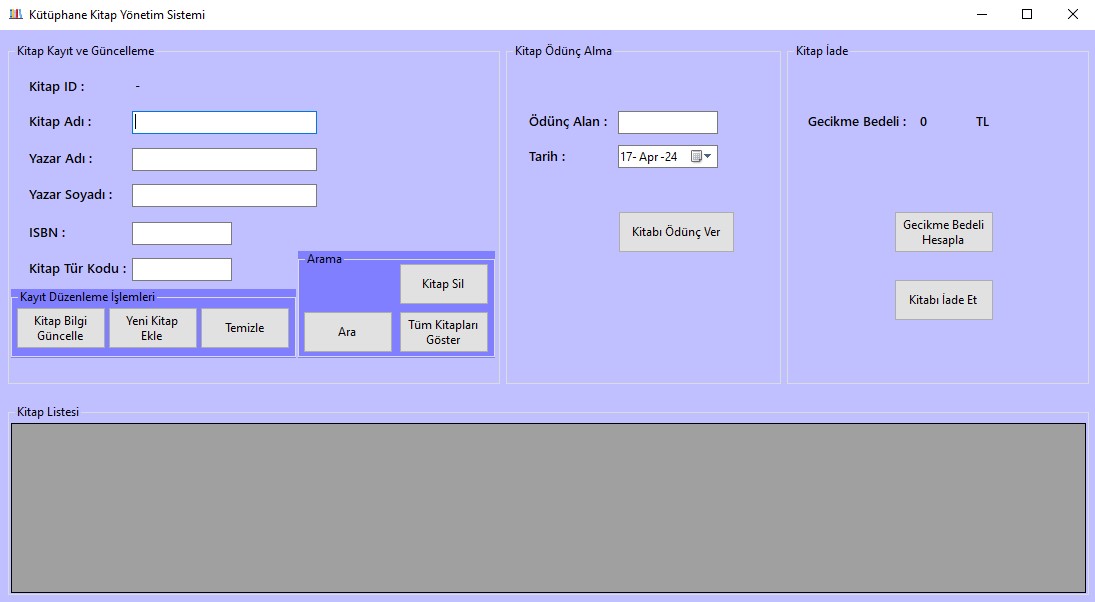 Kütüphane Kitap Yönetim Sistemi
Kitap Kayıt ve Güncelleme
Kitap ID : -
Kitap Adı :
Yazar Adı :
Yazar Soyadı :
ISBN :
Kitap Tür Kodu :
Kayıt Düzenleme İşlemleri
Kitap Bilgi
Güncelle
Yeni Kitap
Ekle
Temizle
Arama
Kitap Sil
Ara
Tüm Kitapları
Göster
Kitap Ödünç Alma
Ödünç Alan :
Tarih : 17- Apr -24
Kitabı Ödünç Ver
Kitap İade
Gecikme Bedeli : 0 TL
Gecikme Bedeli
Hesapla
Kitabı İade Et
Kitap Listesi